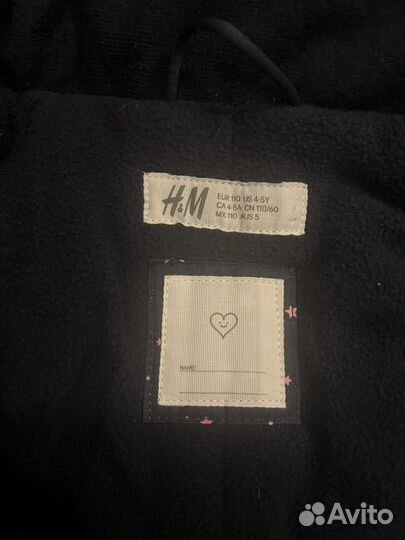 H&M
EUR 110 US 4-5Y
CA 4-5A CN 110/60
MX 110 AUS 5
NAME:
Avito